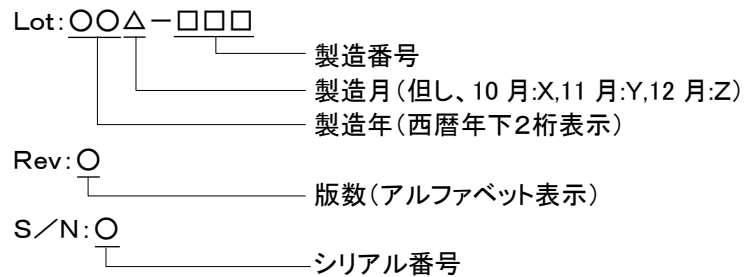 Lot:○○△－□□□
製造番号
製造月(但し、10月:X,11月:Y,12月:Z)
製造年(西暦年下２桁表示)
Rev:○
版数(アルファベット表示)
S／N:○
シリアル番号